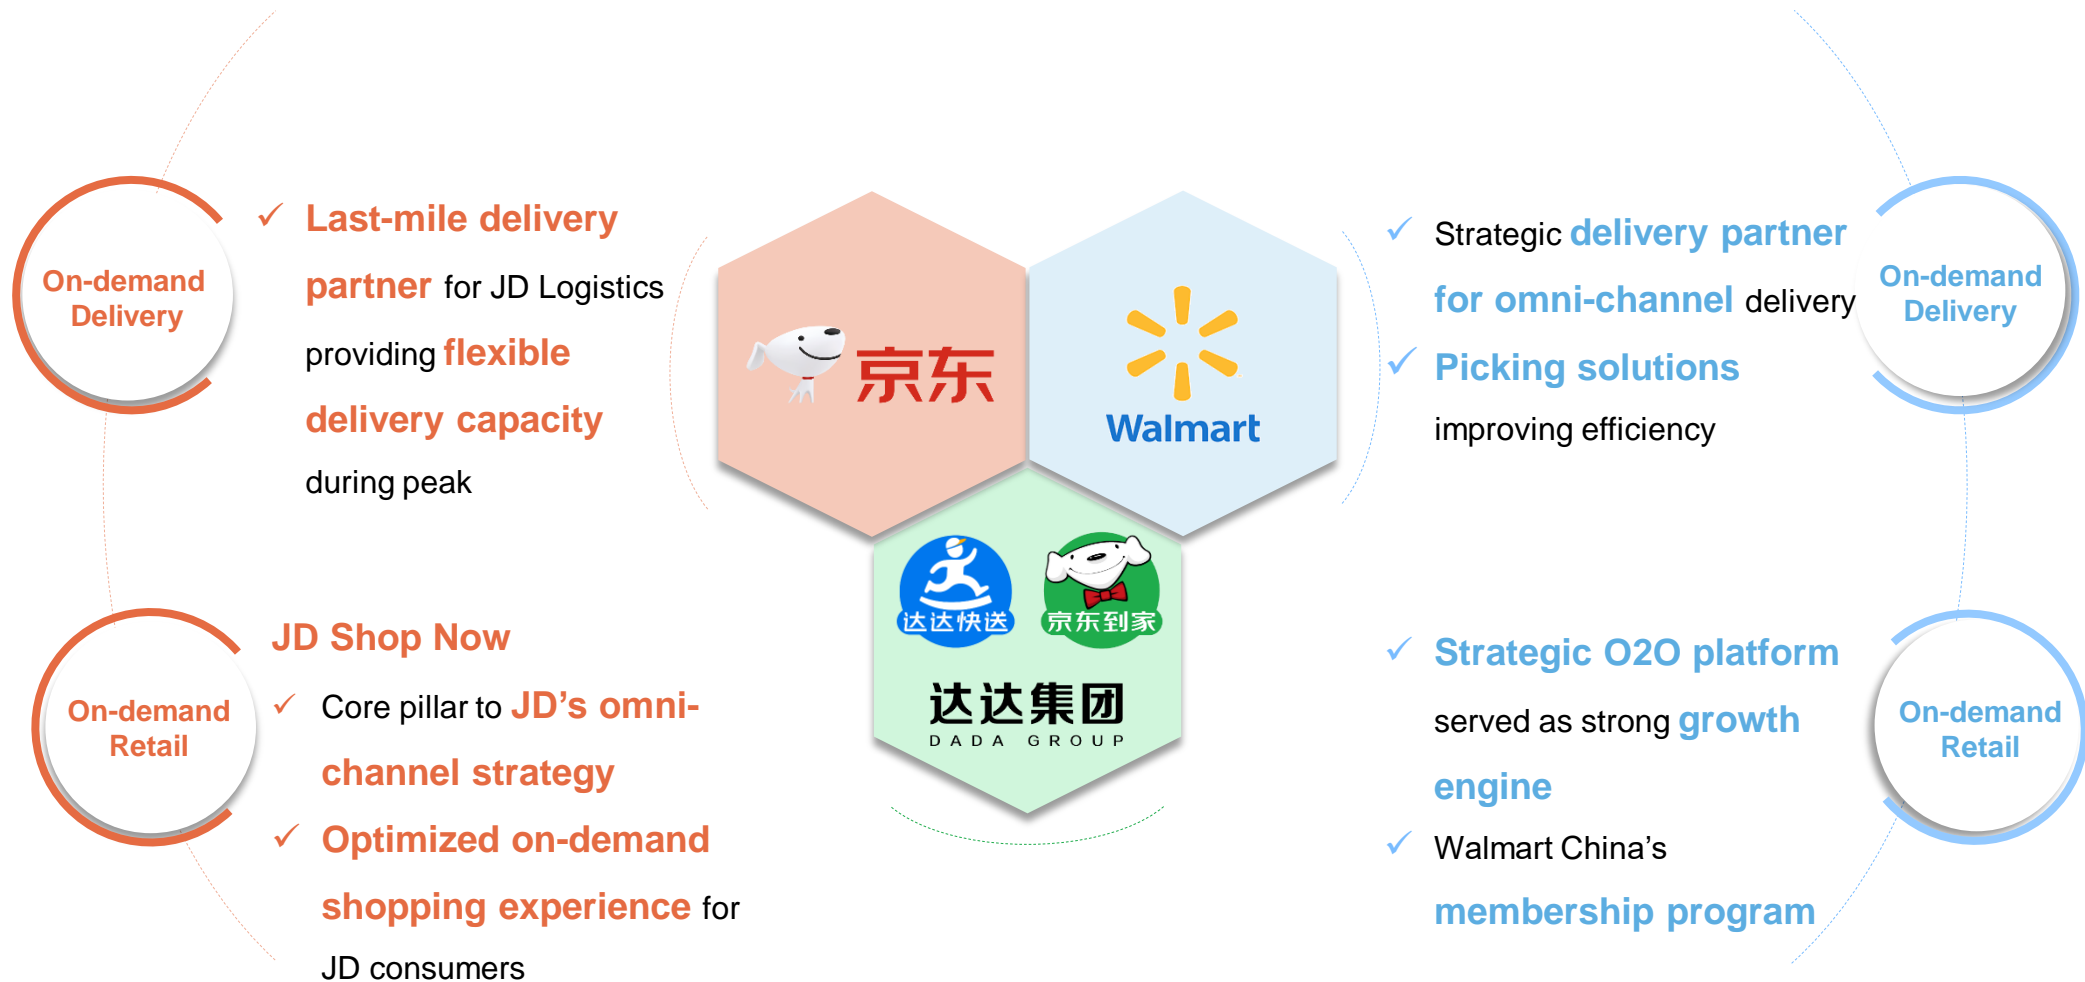 On-demand
Delivery
✓ Last-mile delivery
partner for JD Logistics
providing flexible
delivery capacity
during peak
On-demand
Retail
JD Shop Now
✓ Core pillar to JD’s omni-
channel strategy
✓ Optimized on-demand
shopping experience for
JD consumers
京东
Walmart
达达快送
京东到家
达达集团
DADA GROUP
✓ Strategic delivery partner
for omni-channel delivery
✓ Picking solutions
improving efficiency
On-demand
Delivery
✓ Strategic O2O platform
served as strong growth
engine
✓ Walmart China’s
membership program
On-demand
Retail